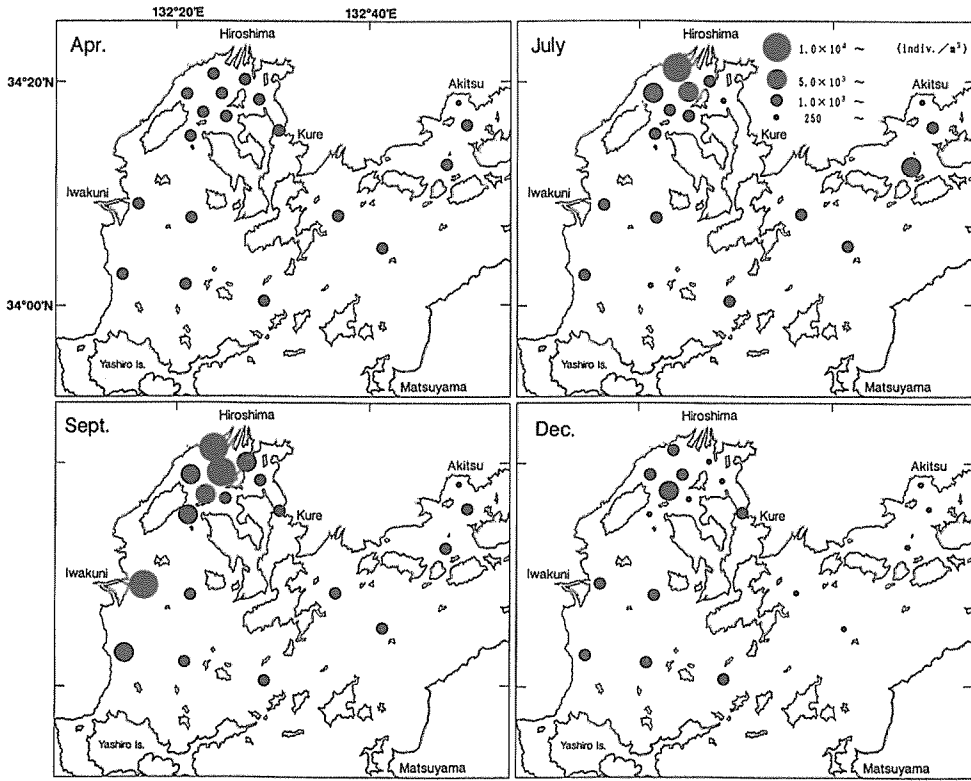 132°20'E 132°40'E
Apr.
Hiroshima
34°20'N
Akitsu
Kure
Iwakuni
34°00'N
Yashiro Is.
Matsuyama
July
Hiroshima
1.0×10⁴ ~ (indiv./m³)
5.0×10³ ~
1.0×10³ ~
250 ~
Akitsu
Kure
Iwakuni
Yashiro Is.
Matsuyama
Sept.
Hiroshima
Akitsu
Kure
Iwakuni
Yashiro Is.
Matsuyama
Dec.
Hiroshima
Akitsu
Kure
Iwakuni
Yashiro Is.
Matsuyama